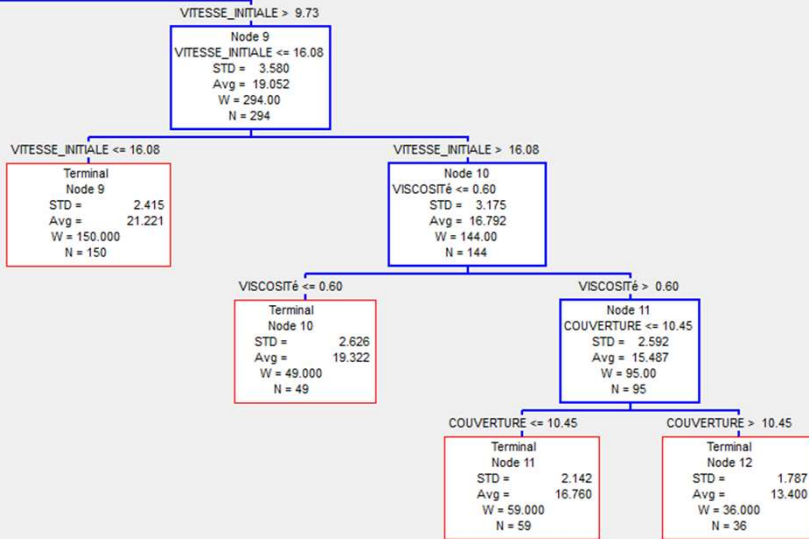 VITESSE_INITIALE > 9.73
Node 9
VITESSE_INITIALE <= 16.08
STD = 3.580
Avg = 19.052
W = 294.00
N = 294
VITESSE_INITIALE <= 16.08
VITESSE_INITIALE > 16.08
Terminal
Node 9
STD = 2.415
Avg = 21.221
W = 150.000
N = 150
Node 10
VISCOSITé <= 0.60
STD = 3.175
Avg = 16.792
W = 144.00
N = 144
VISCOSITé <= 0.60
VISCOSITé > 0.60
Terminal
Node 10
STD = 2.626
Avg = 19.322
W = 49.000
N = 49
Node 11
COUVERTURE <= 10.45
STD = 2.592
Avg = 15.487
W = 95.00
N = 95
COUVERTURE <= 10.45
COUVERTURE > 10.45
Terminal
Node 11
STD = 2.142
Avg = 16.760
W = 59.000
N = 59
Terminal
Node 12
STD = 1.787
Avg = 13.400
W = 36.000
N = 36